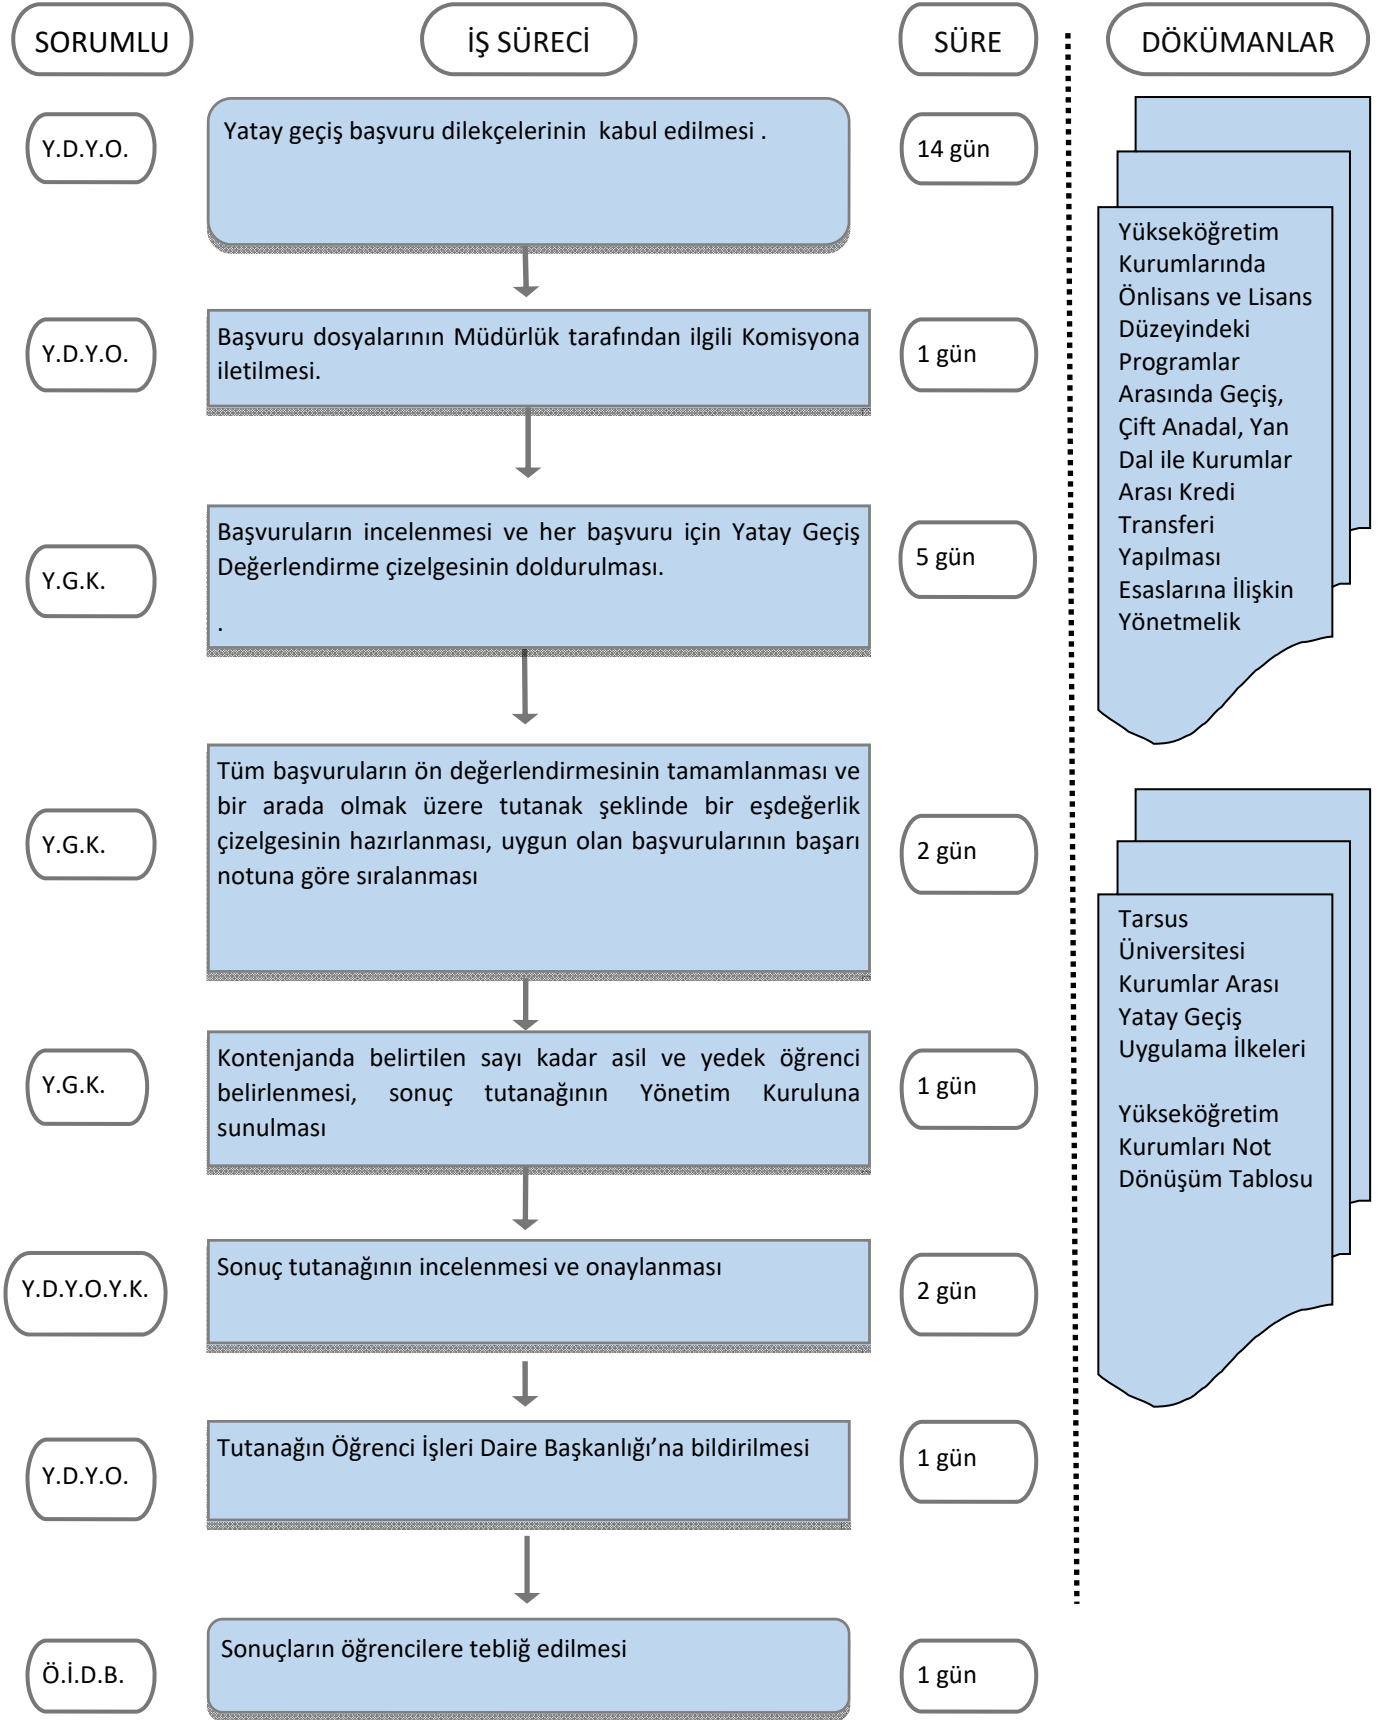 SORUMLU
İŞ SÜRECİ
SÜRE
DÖKÜMANLAR
Y.D.Y.O.
Yatay geçiş başvuru dilekçelerinin kabul edilmesi .
14 gün
Y.D.Y.O.
Başvuru dosyalarının Müdürlük tarafından ilgili Komisyona
iletilmesi.
1 gün
Y.G.K.
Başvuruların incelenmesi ve her başvuru için Yatay Geçiş
Değerlendirme çizelgesinin doldurulması.
.
5 gün
Y.G.K.
Tüm başvuruların ön değerlendirmesinin tamamlanması ve
bir arada olmak üzere tutanak şeklinde bir eşdeğerlik
çizelgesinin hazırlanması, uygun olan başvurularının başarı
notuna göre sıralanması
2 gün
Y.G.K.
Kontenjanda belirtilen sayı kadar asil ve yedek öğrenci
belirlenmesi, sonuç tutanağının Yönetim Kuruluna
sunulması
1 gün
Y.D.Y.O.Y.K.
Sonuç tutanağının incelenmesi ve onaylanması
2 gün
Y.D.Y.O.
Tutanağın Öğrenci İşleri Daire Başkanlığı’na bildirilmesi
1 gün
Ö.İ.D.B.
Sonuçların öğrencilere tebliğ edilmesi
1 gün
Yükseköğretim
Kurumlarında
Önlisans ve Lisans
Düzeyindeki
Programlar
Arasında Geçiş,
Çift Anadal, Yan
Dal ile Kurumlar
Arası Kredi
Transferi
Yapılması
Esaslarına İlişkin
Yönetmelik
Tarsus
Üniversitesi
Kurumlar Arası
Yatay Geçiş
Uygulama İlkeleri
Yükseköğretim
Kurumları Not
Dönüşüm Tablosu